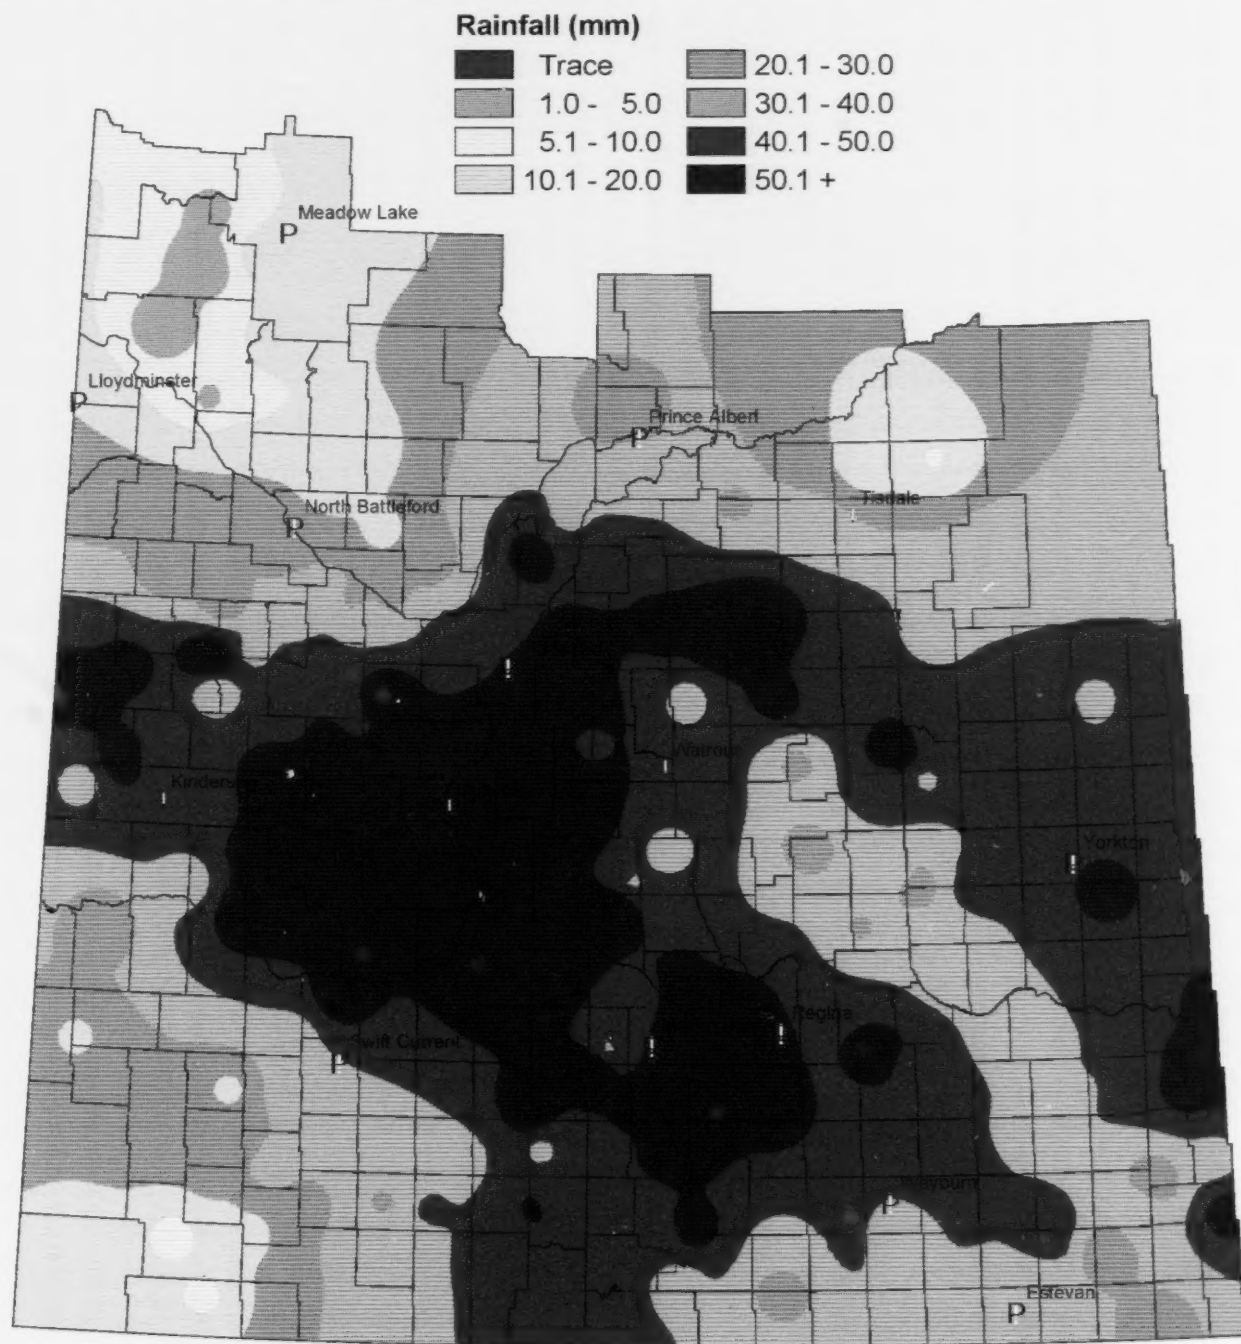 Rainfall (mm)
Trace
1.0 - 5.0
5.1 - 10.0
10.1 - 20.0
20.1 - 30.0
30.1 - 40.0
40.1 - 50.0
50.1 +
Meadow Lake
P
Lloydminster
P
Prince Albert
P
Tisdale
North Battleford
P
Watrous
Yorkton
Regina
Swift Current
P
Weyburn
P
Estevan
P